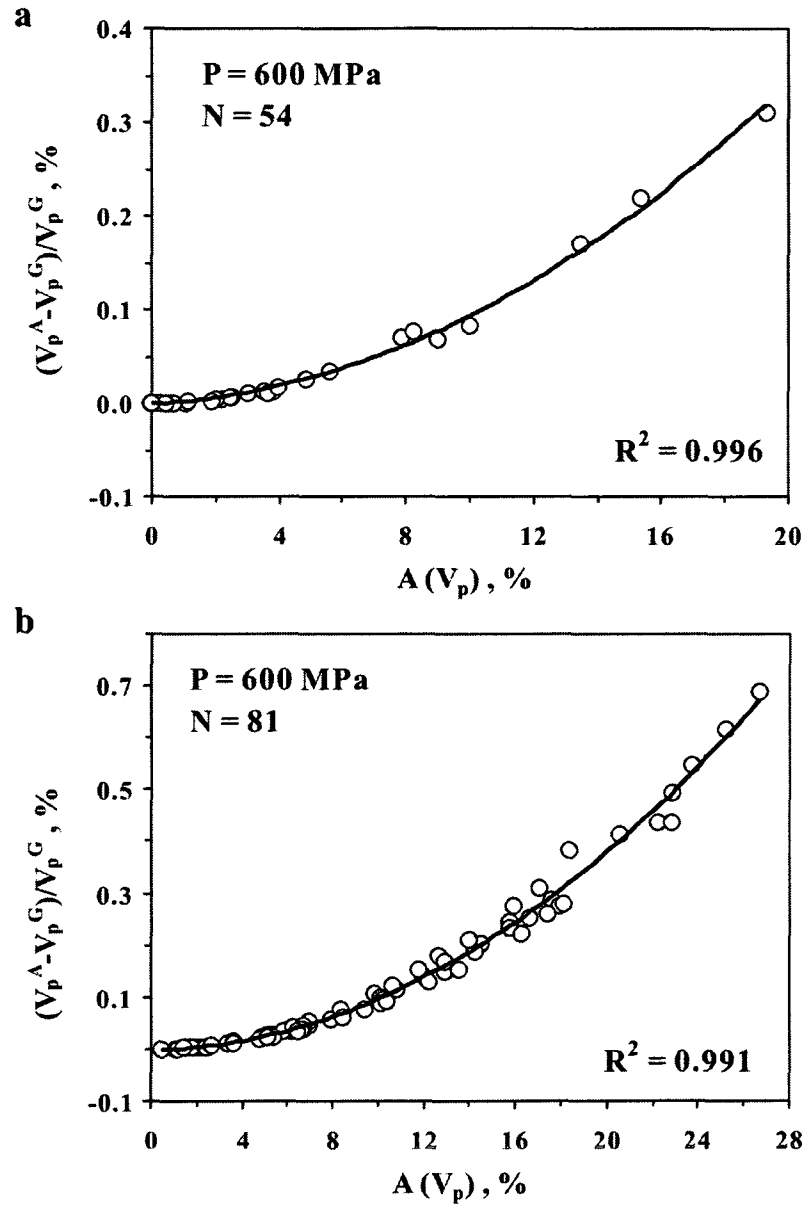 a
0.4
0.3
0.2
0.1
0.0
-0.1
(Vp^A-Vp^G)/Vp^G , %
P = 600 MPa
N = 54
R² = 0.996
0 4 8 12 16 20
A (Vp) , %
b
0.7
0.5
0.3
0.1
-0.1
(Vp^A-Vp^G)/Vp^G , %
P = 600 MPa
N = 81
R² = 0.991
0 4 8 12 16 20 24 28
A (Vp) , %